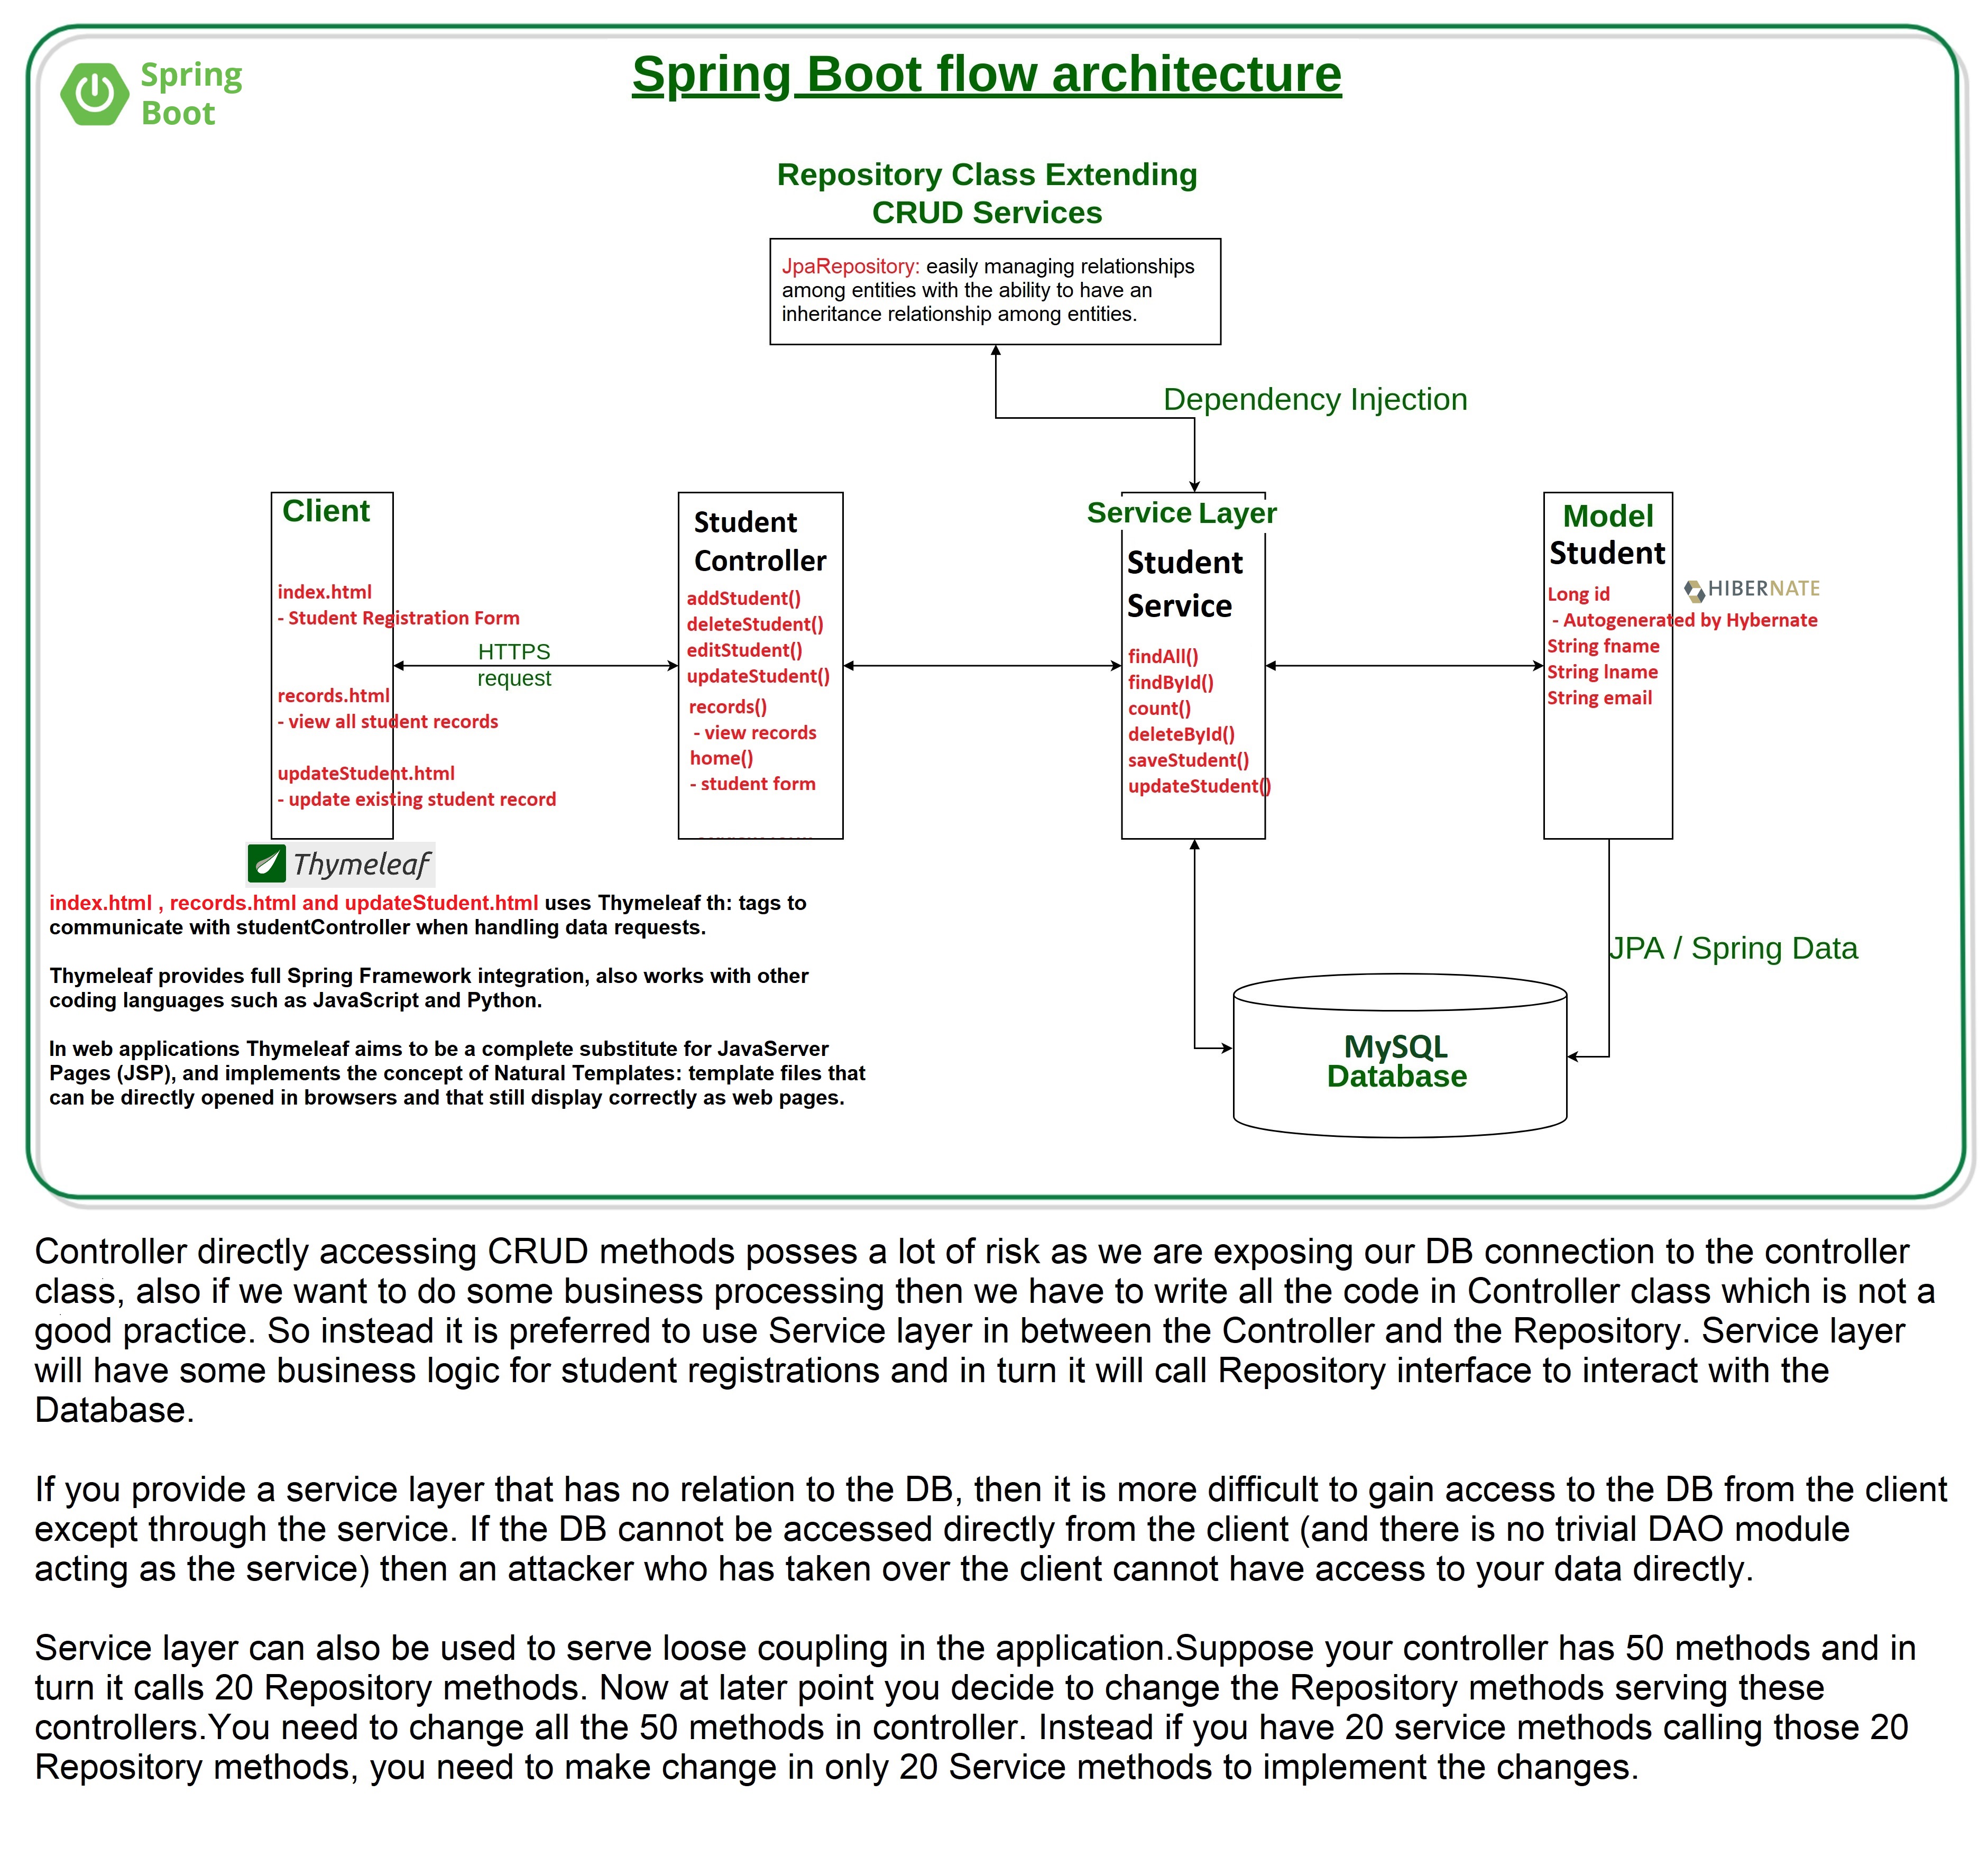 Spring
Boot
Spring Boot flow architecture
Repository Class Extending
CRUD Services
JpaRepository: easily managing relationships
among entities with the ability to have an
inheritance relationship among entities.
Dependency Injection
Client
index.html
- Student Registration Form
records.html
- view all student records
updateStudent.html
- update existing student record
HTTPS
request
Student
Controller
addStudent()
deleteStudent()
editStudent()
updateStudent()
records()
- view records
home()
- student form
Service Layer
Student
Service
findAll()
findById()
count()
deleteById()
saveStudent()
updateStudent()
Model
Student
HIBERNATE
Long id
- Autogenerated by Hybernate
String fname
String lname
String email
Thymeleaf
index.html , records.html and updateStudent.html uses Thymeleaf th: tags to
communicate with studentController when handling data requests.
Thymeleaf provides full Spring Framework integration, also works with other
coding languages such as JavaScript and Python.
In web applications Thymeleaf aims to be a complete substitute for JavaServer
Pages (JSP), and implements the concept of Natural Templates: template files that
can be directly opened in browsers and that still display correctly as web pages.
JPA / Spring Data
MySQL
Database
Controller directly accessing CRUD methods posses a lot of risk as we are exposing our DB connection to the controller
class, also if we want to do some business processing then we have to write all the code in Controller class which is not a
good practice. So instead it is preferred to use Service layer in between the Controller and the Repository. Service layer
will have some business logic for student registrations and in turn it will call Repository interface to interact with the
Database.
If you provide a service layer that has no relation to the DB, then it is more difficult to gain access to the DB from the client
except through the service. If the DB cannot be accessed directly from the client (and there is no trivial DAO module
acting as the service) then an attacker who has taken over the client cannot have access to your data directly.
Service layer can also be used to serve loose coupling in the application.Suppose your controller has 50 methods and in
turn it calls 20 Repository methods. Now at later point you decide to change the Repository methods serving these
controllers.You need to change all the 50 methods in controller. Instead if you have 20 service methods calling those 20
Repository methods, you need to make change in only 20 Service methods to implement the changes.